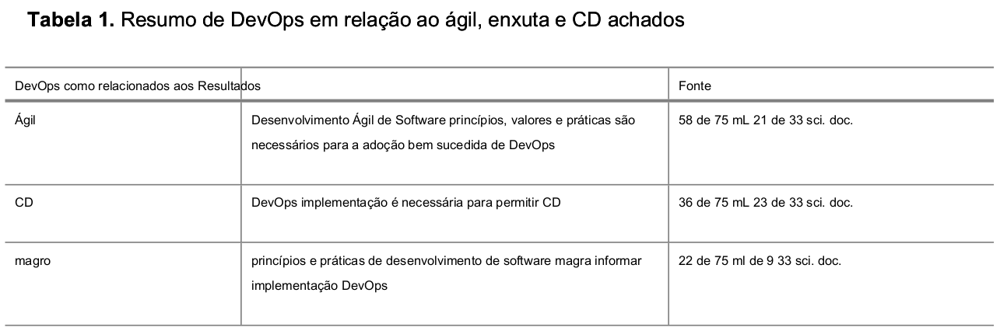 Tabela 1. Resumo de DevOps em relação ao ágil, enxuta e CD achados
DevOps como relacionados aos Resultados
Fonte
Ágil
Desenvolvimento Ágil de Software princípios, valores e práticas são
necessários para a adoção bem sucedida de DevOps
58 de 75 mL 21 de 33 sci. doc.
CD
DevOps implementação é necessária para permitir CD
36 de 75 mL 23 de 33 sci. doc.
magro
princípios e práticas de desenvolvimento de software magra informar
implementação DevOps
22 de 75 ml de 9 33 sci. doc.